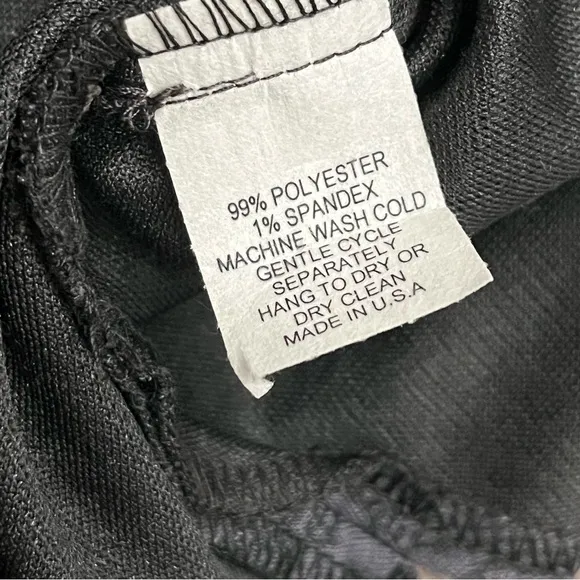 99% POLYESTER
1% SPANDEX
MACHINE WASH COLD
GENTLE CYCLE
SEPARATELY
HANG TO DRY OR
DRY CLEAN
MADE IN U.S.A